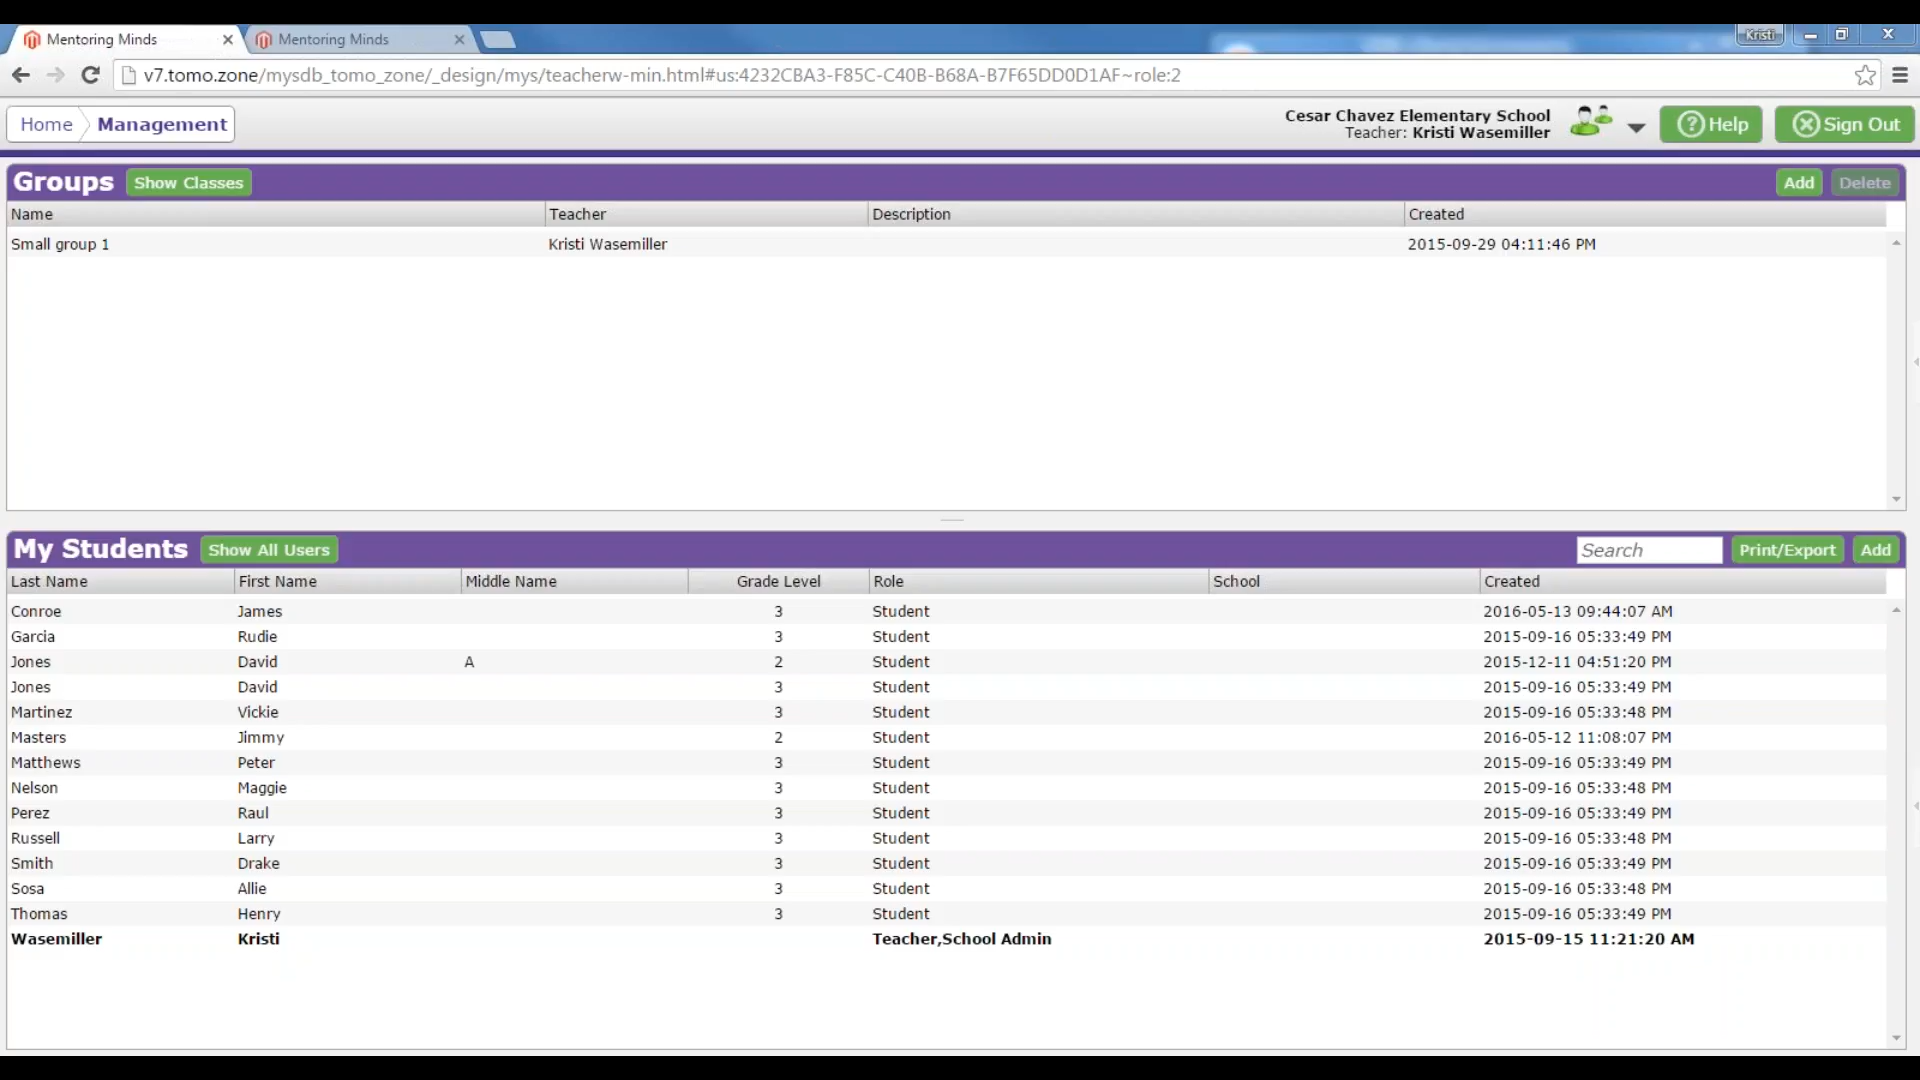 Mentoring Minds
Mentoring Minds
Kristi
v7.tomo.zone/mysdb_tomo_zone/_design/mys/teacherw-min.html#us:4232CBA3-F85C-C40B-B68A-B7F65DD0D1AF~role:2
Home Management
Cesar Chavez Elementary School
Teacher: Kristi Wasemiller
Help
Sign Out
Groups Show Classes Add Delete
Name Teacher Description Created
Small group 1 Kristi Wasemiller 2015-09-29 04:11:46 PM
My Students Show All Users Search Print/Export Add
Last Name First Name Middle Name Grade Level Role School Created
Conroe James 3 Student 2016-05-13 09:44:07 AM
Garcia Rudie 3 Student 2015-09-16 05:33:49 PM
Jones David A 2 Student 2015-12-11 04:51:20 PM
Jones David 3 Student 2015-09-16 05:33:49 PM
Martinez Vickie 3 Student 2015-09-16 05:33:48 PM
Masters Jimmy 2 Student 2016-05-12 11:08:07 PM
Matthews Peter 3 Student 2015-09-16 05:33:49 PM
Nelson Maggie 3 Student 2015-09-16 05:33:48 PM
Perez Raul 3 Student 2015-09-16 05:33:49 PM
Russell Larry 3 Student 2015-09-16 05:33:48 PM
Smith Drake 3 Student 2015-09-16 05:33:49 PM
Sosa Allie 3 Student 2015-09-16 05:33:48 PM
Thomas Henry 3 Student 2015-09-16 05:33:49 PM
Wasemiller Kristi Teacher,School Admin 2015-09-15 11:21:20 AM